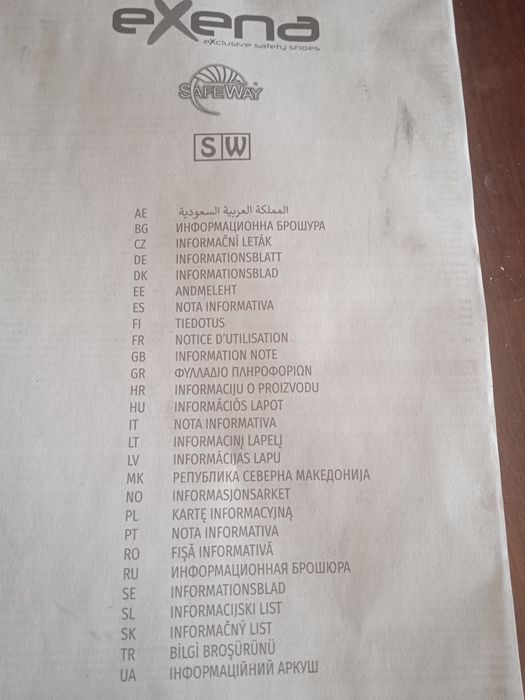 eXena
eXclusive safety shoes
SAFEWAY
SW
AE المملكة العربية السعودية
BG ИНФОРМАЦИОННА БРОШУРА
CZ INFORMAČNÍ LETÁK
DE INFORMATIONSBLATT
DK INFORMATIONSBLAD
EE ANDMELEHT
ES NOTA INFORMATIVA
FI TIEDOTUS
FR NOTICE D'UTILISATION
GB INFORMATION NOTE
GR ΦΥΛΛΑΔΙΟ ΠΛΗΡΟΦΟΡΙΩΝ
HR INFORMACIJU O PROIZVODU
HU INFORMÁCIÓS LAPOT
IT NOTA INFORMATIVA
LT INFORMACINĮ LAPELĮ
LV INFORMĀCIJAS LAPU
MK РЕПУБЛИКА СЕВЕРНА МАКЕДОНИЈА
NO INFORMASJONSARKET
PL KARTĘ INFORMACYJNĄ
PT NOTA INFORMATIVA
RO FIŞĂ INFORMATIVĂ
RU ИНФОРМАЦИОННАЯ БРОШЮРА
SE INFORMATIONSBLAD
SL INFORMACIJSKI LIST
SK INFORMAČNÝ LIST
TR BİLGİ BROŞÜRÜNÜ
UA ІНФОРМАЦІЙНИЙ АРКУШ